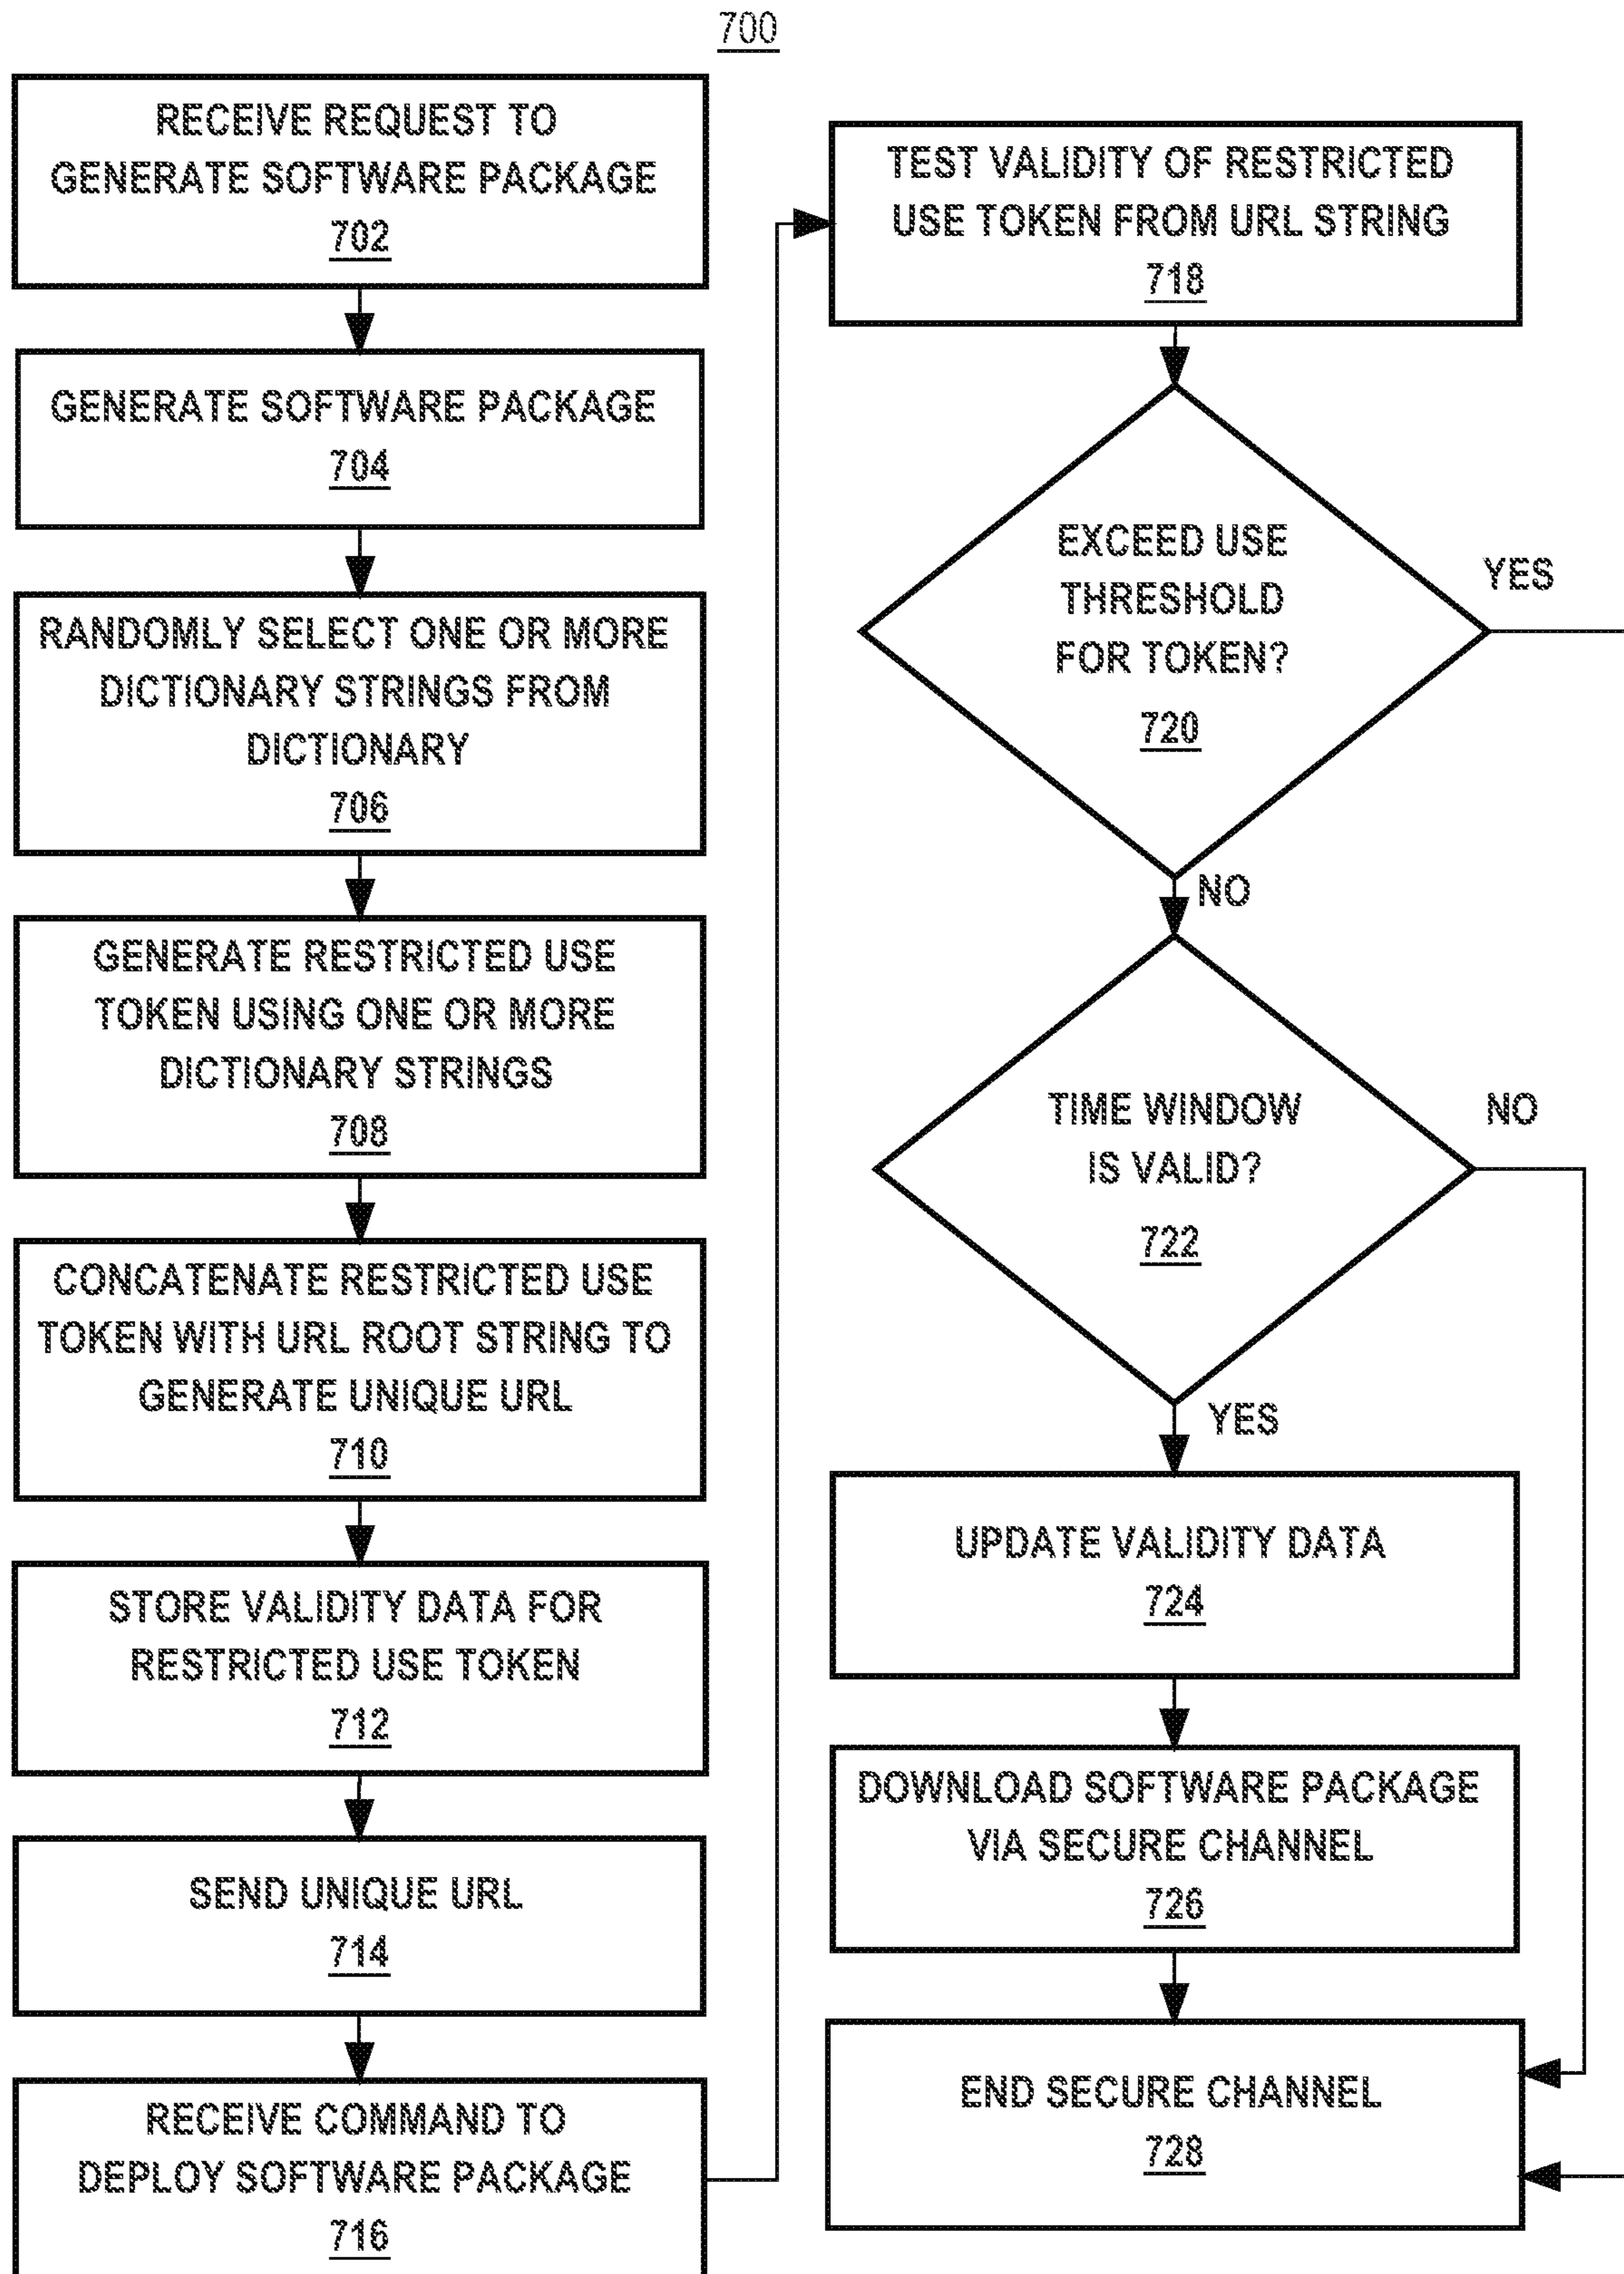 700
RECEIVE REQUEST TO
GENERATE SOFTWARE PACKAGE
702
GENERATE SOFTWARE PACKAGE
704
RANDOMLY SELECT ONE OR MORE
DICTIONARY STRINGS FROM
DICTIONARY
706
GENERATE RESTRICTED USE
TOKEN USING ONE OR MORE
DICTIONARY STRINGS
708
CONCATENATE RESTRICTED USE
TOKEN WITH URL ROOT STRING TO
GENERATE UNIQUE URL
710
STORE VALIDITY DATA FOR
RESTRICTED USE TOKEN
712
SEND UNIQUE URL
714
RECEIVE COMMAND TO
DEPLOY SOFTWARE PACKAGE
716
TEST VALIDITY OF RESTRICTED
USE TOKEN FROM URL STRING
718
EXCEED USE
THRESHOLD
FOR TOKEN?
720
YES
NO
TIME WINDOW
IS VALID?
722
NO
YES
UPDATE VALIDITY DATA
724
DOWNLOAD SOFTWARE PACKAGE
VIA SECURE CHANNEL
726
END SECURE CHANNEL
728